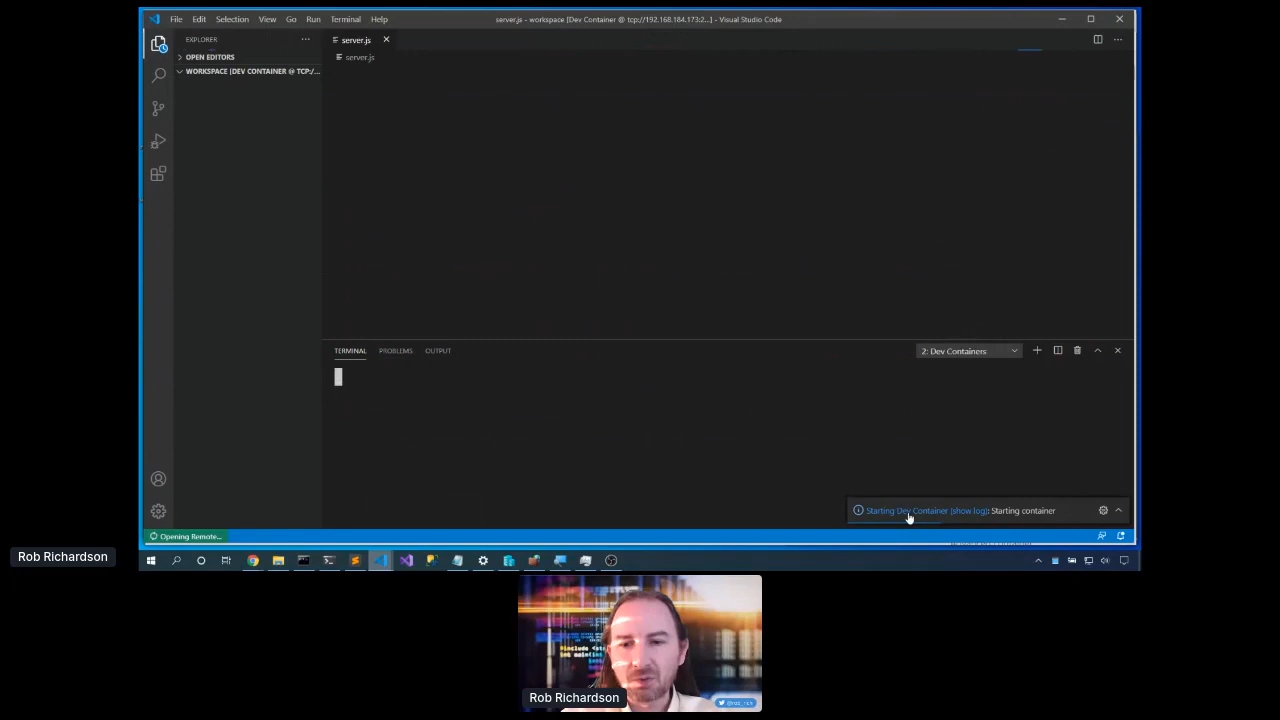 File Edit Selection View Go Run Terminal Help
server.js - workspace [Dev Container @ tcp://192.168.184.173:2...] - Visual Studio Code
EXPLORER
server.js
OPEN EDITORS
server.js
WORKSPACE [DEV CONTAINER @ TCP:/...
TERMINAL PROBLEMS OUTPUT
2: Dev Containers
Starting Dev Container (show log): Starting container
Opening Remote...
Rob Richardson
Rob Richardson
@rob_rich